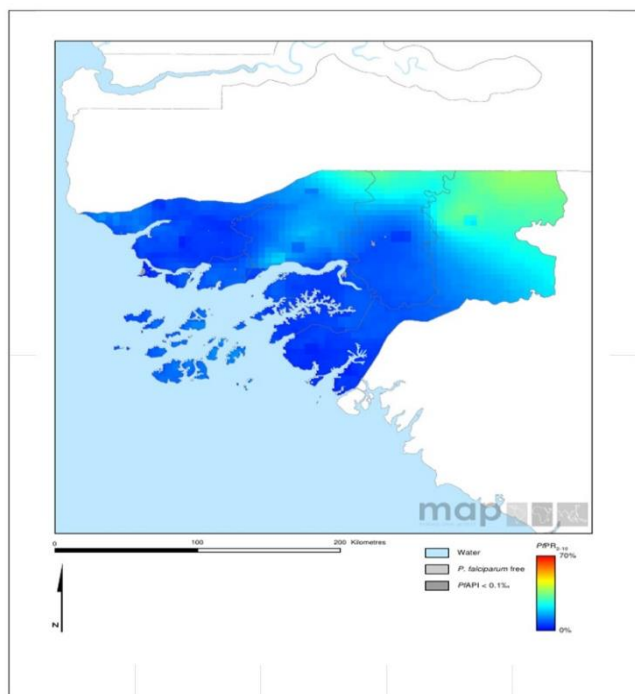 map
0 100 200 Kilometres
Water
P. falciparum free
PfAPI < 0.1‰
PfPR2-10
70%
0%
N